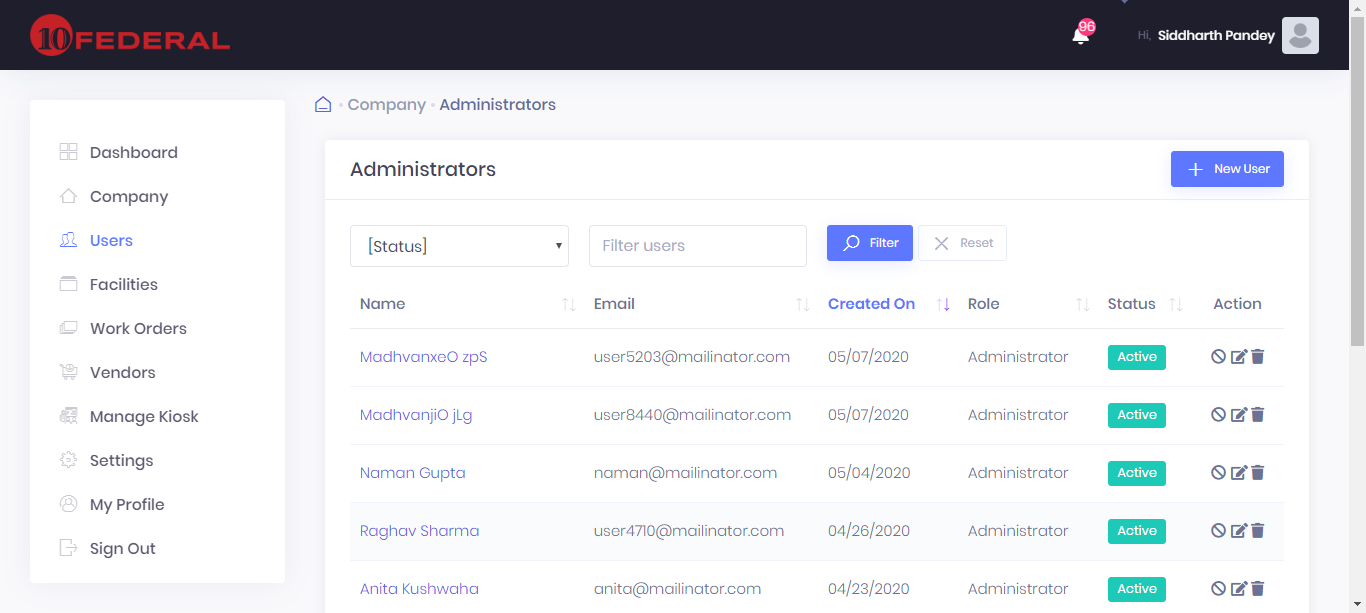 10 FEDERAL
96
Hi, Siddharth Pandey
Company • Administrators
Dashboard
Company
Users
Facilities
Work Orders
Vendors
Manage Kiosk
Settings
My Profile
Sign Out
Administrators
New User
[Status]
Filter users
Filter
Reset
Name Email Created On Role Status Action
MadhvanxeO zpS user5203@mailinator.com 05/07/2020 Administrator Active
MadhvanjiO jLg user8440@mailinator.com 05/07/2020 Administrator Active
Naman Gupta naman@mailinator.com 05/04/2020 Administrator Active
Raghav Sharma user4710@mailinator.com 04/26/2020 Administrator Active
Anita Kushwaha anita@mailinator.com 04/23/2020 Administrator Active